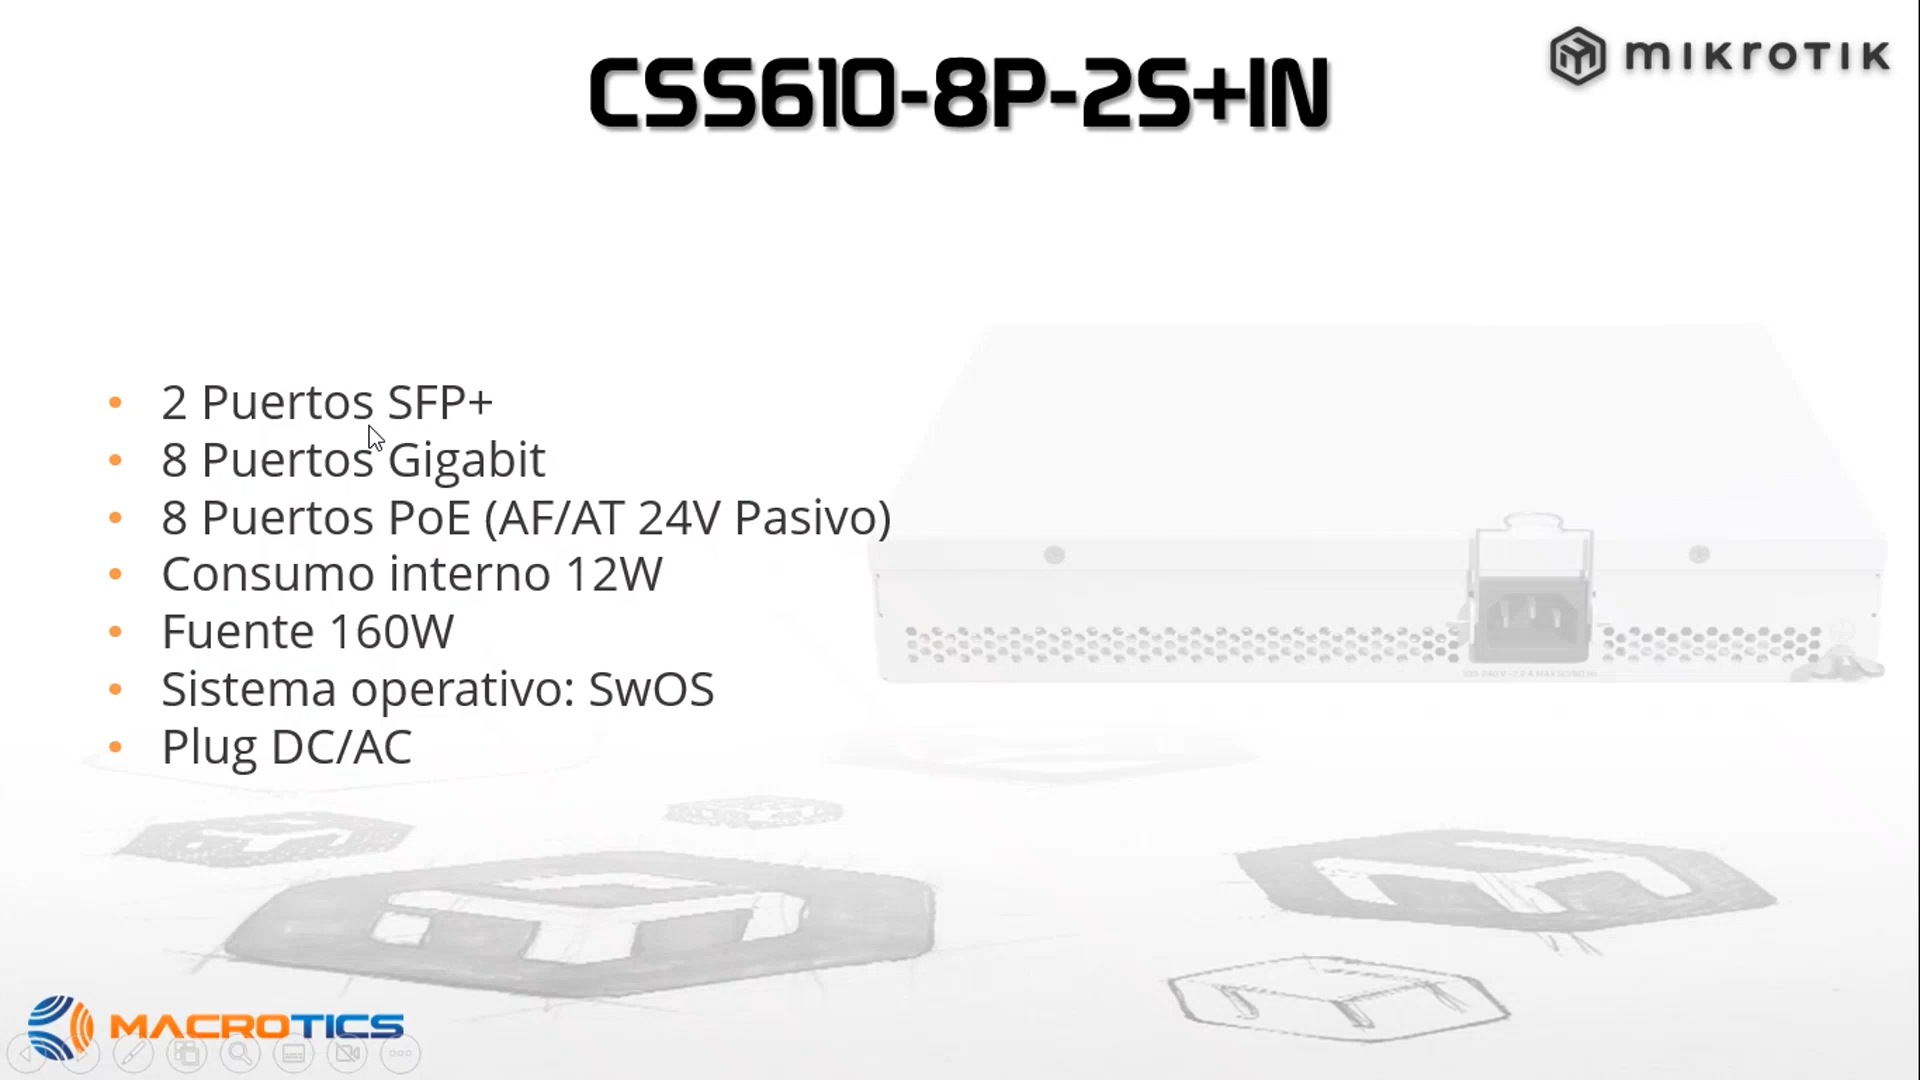 CSS610-8P-2S+IN
mikrotik
• 2 Puertos SFP+
• 8 Puertos Gigabit
• 8 Puertos PoE (AF/AT 24V Pasivo)
• Consumo interno 12W
• Fuente 160W
• Sistema operativo: SwOS
• Plug DC/AC
MACROTICS